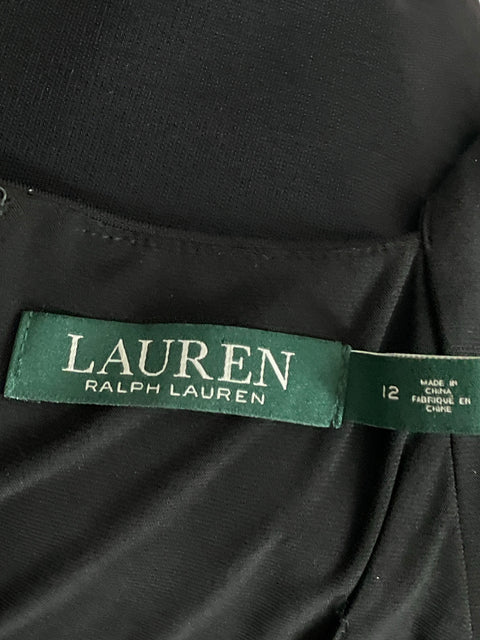 LAUREN
RALPH LAUREN
12
MADE IN
CHINA
FABRIQUÉ EN
CHINE